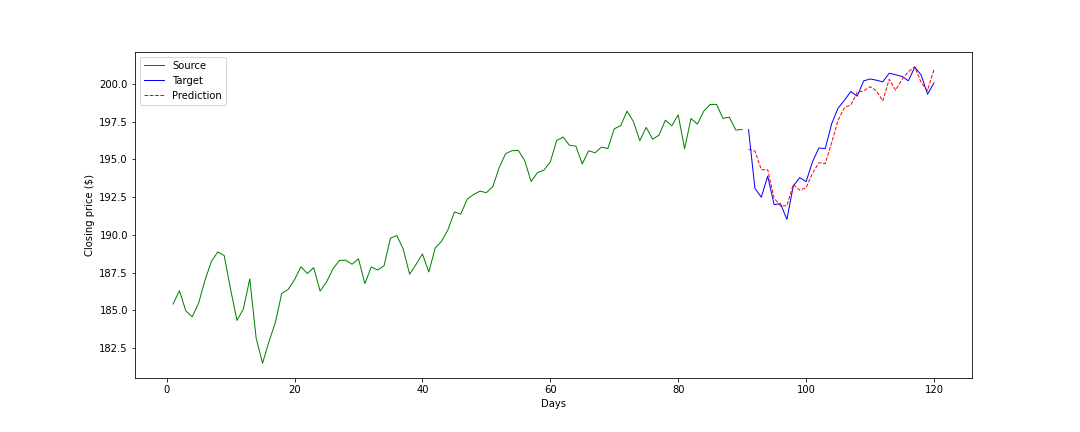 Source
Target
Prediction
Closing price ($)
200.0
197.5
195.0
192.5
190.0
187.5
185.0
182.5
0 20 40 60 80 100 120
Days